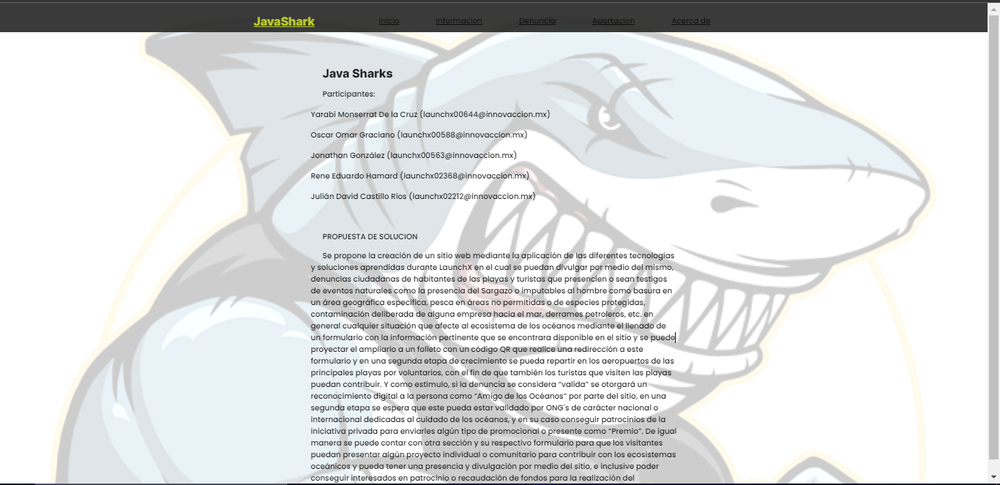 JavaShark Inicio Informacion Denuncia Aportacion Acerca de
Java Sharks
Participantes:
Yarabi Monserrat De la Cruz (launchx00644@innovaccion.mx)
Oscar Omar Graciano (launchx00588@innovaccion.mx)
Jonathan González (launchx00563@innovaccion.mx)
Rene Eduardo Hamard (launchx02368@innovaccion.mx)
Julián David Castillo Ríos (launchx02212@innovaccion.mx)
PROPUESTA DE SOLUCION
Se propone la creación de un sitio web mediante la aplicación de las diferentes tecnologías
y soluciones aprendidas durante LaunchX en el cual se puedan divulgar por medio del mismo,
denuncias ciudadanas de habitantes de las playas y turistas que presencien o sean testigos
de eventos naturales como la presencia del Sargazo o imputables al hombre como basura en
un área geográfica específica, pesca en áreas no permitidas o de especies protegidas,
contaminación deliberada de alguna empresa hacia el mar, derrames petroleros, etc. en
general cualquier situación que afecte al ecosistema de los océanos mediante el llenado de
un formulario con la información pertinente que se encontrara disponible en el sitio y se puede
proyectar el ampliarlo a un folleto con un código QR que realice una redirección a este
formulario y en una segunda etapa de crecimiento se pueda repartir en los aeropuertos de las
principales playas por voluntarios, con el fin de que también los turistas que visiten las playas
puedan contribuir. Y como estímulo, si la denuncia se considera “valida” se otorgará un
reconocimiento digital a la persona como “Amigo de los Océanos” por parte del sitio, en una
segunda etapa se espera que este pueda estar validado por ONG´s de carácter nacional o
internacional dedicadas al cuidado de los océanos, y en su caso conseguir patrocinios de la
iniciativa privada para enviarles algún tipo de promocional o presente como “Premio”. De igual
manera se puede contar con otra sección y su respectivo formulario para que los visitantes
puedan presentar algún proyecto individual o comunitario para contribuir con los ecosistemas
oceánicos y pueda tener una presencia y divulgación por medio del sitio, e inclusive poder
conseguir interesados en patrocinio o recaudación de fondos para la realización del